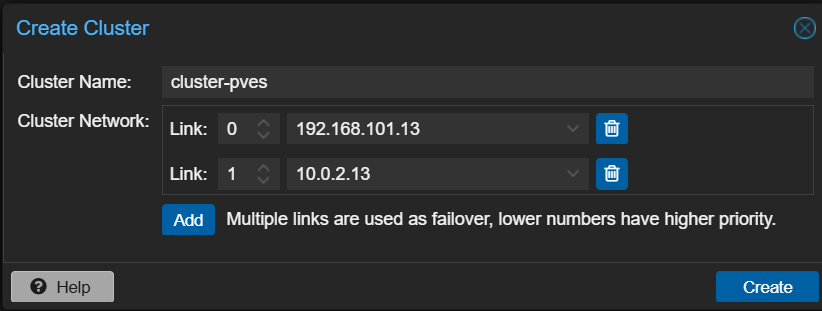 Create Cluster
Cluster Name: cluster-pves
Cluster Network: Link: 0 192.168.101.13
Link: 1 10.0.2.13
Add Multiple links are used as failover, lower numbers have higher priority.
Help Create